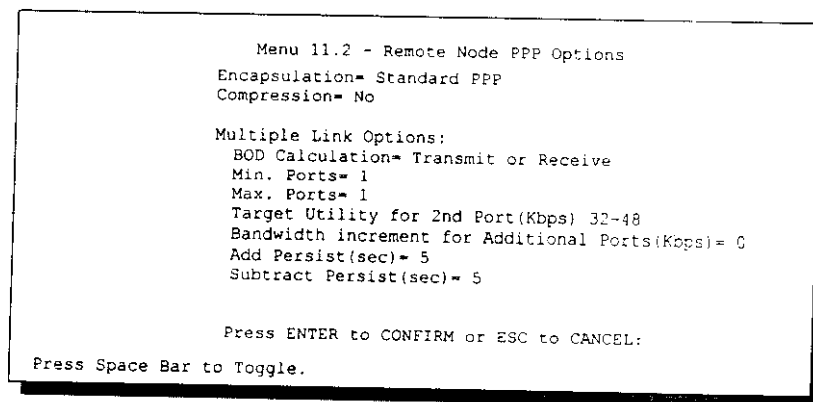 Menu 11.2 - Remote Node PPP Options
Encapsulation= Standard PPP
Compression= No
Multiple Link Options:
BOD Calculation= Transmit or Receive
Min. Ports= 1
Max. Ports= 1
Target Utility for 2nd Port(Kbps) 32-48
Bandwidth increment for Additional Ports(Kbps)= 0
Add Persist(sec)= 5
Subtract Persist(sec)= 5
Press ENTER to CONFIRM or ESC to CANCEL:
Press Space Bar to Toggle.